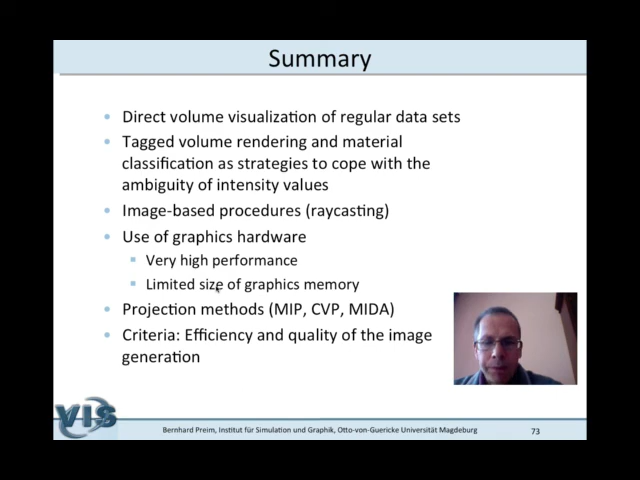 Summary
Direct volume visualization of regular data sets
Tagged volume rendering and material
classification as strategies to cope with the
ambiguity of intensity values
Image-based procedures (raycasting)
Use of graphics hardware
Very high performance
Limited size of graphics memory
Projection methods (MIP, CVP, MIDA)
Criteria: Efficiency and quality of the image
generation
VIS
Bernhard Preim, Institut für Simulation und Graphik, Otto-von-Guericke Universität Magdeburg
73